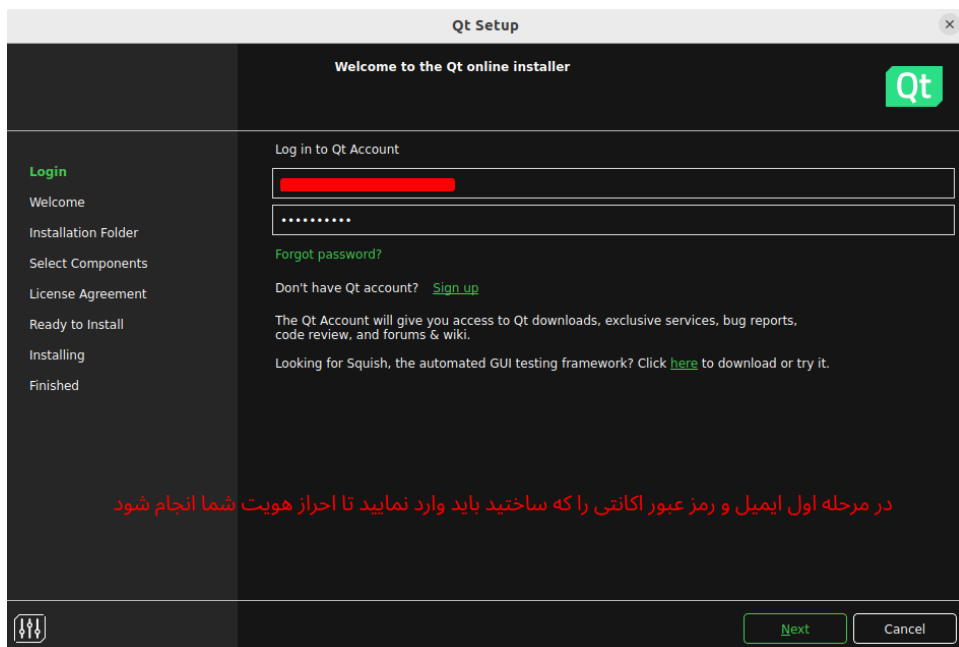 Qt Setup
Welcome to the Qt online installer
Qt
Log in to Qt Account
••••••••••
Forgot password?
Don't have Qt account? Sign up
The Qt Account will give you access to Qt downloads, exclusive services, bug reports,
code review, and forums & wiki.
Looking for Squish, the automated GUI testing framework? Click here to download or try it.
Login
Welcome
Installation Folder
Select Components
License Agreement
Ready to Install
Installing
Finished
در مرحله اول ایمیل و رمز عبور اکانتی را که ساختید باید وارد نمایید تا احراز هویت شما انجام شود
Next
Cancel